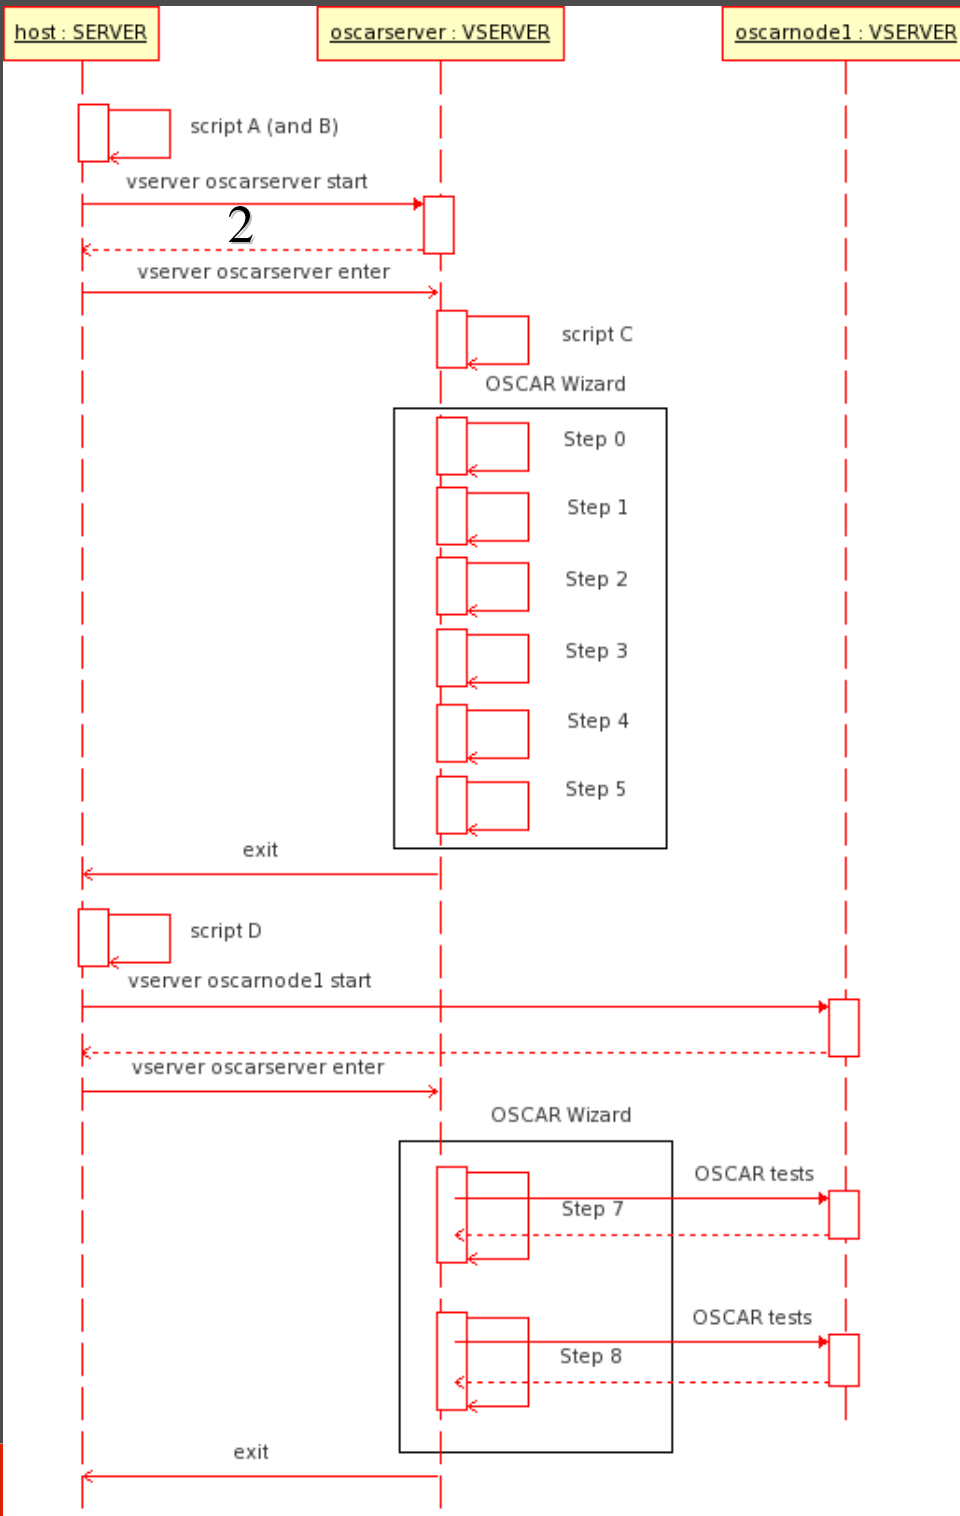 host : SERVER
oscarserver : VSERVER
oscarnode1 : VSERVER
script A (and B)
vserver oscarserver start
2
vserver oscarserver enter
script C
OSCAR Wizard
Step 0
Step 1
Step 2
Step 3
Step 4
Step 5
exit
script D
vserver oscarnode1 start
vserver oscarserver enter
OSCAR Wizard
OSCAR tests
Step 7
OSCAR tests
Step 8
exit